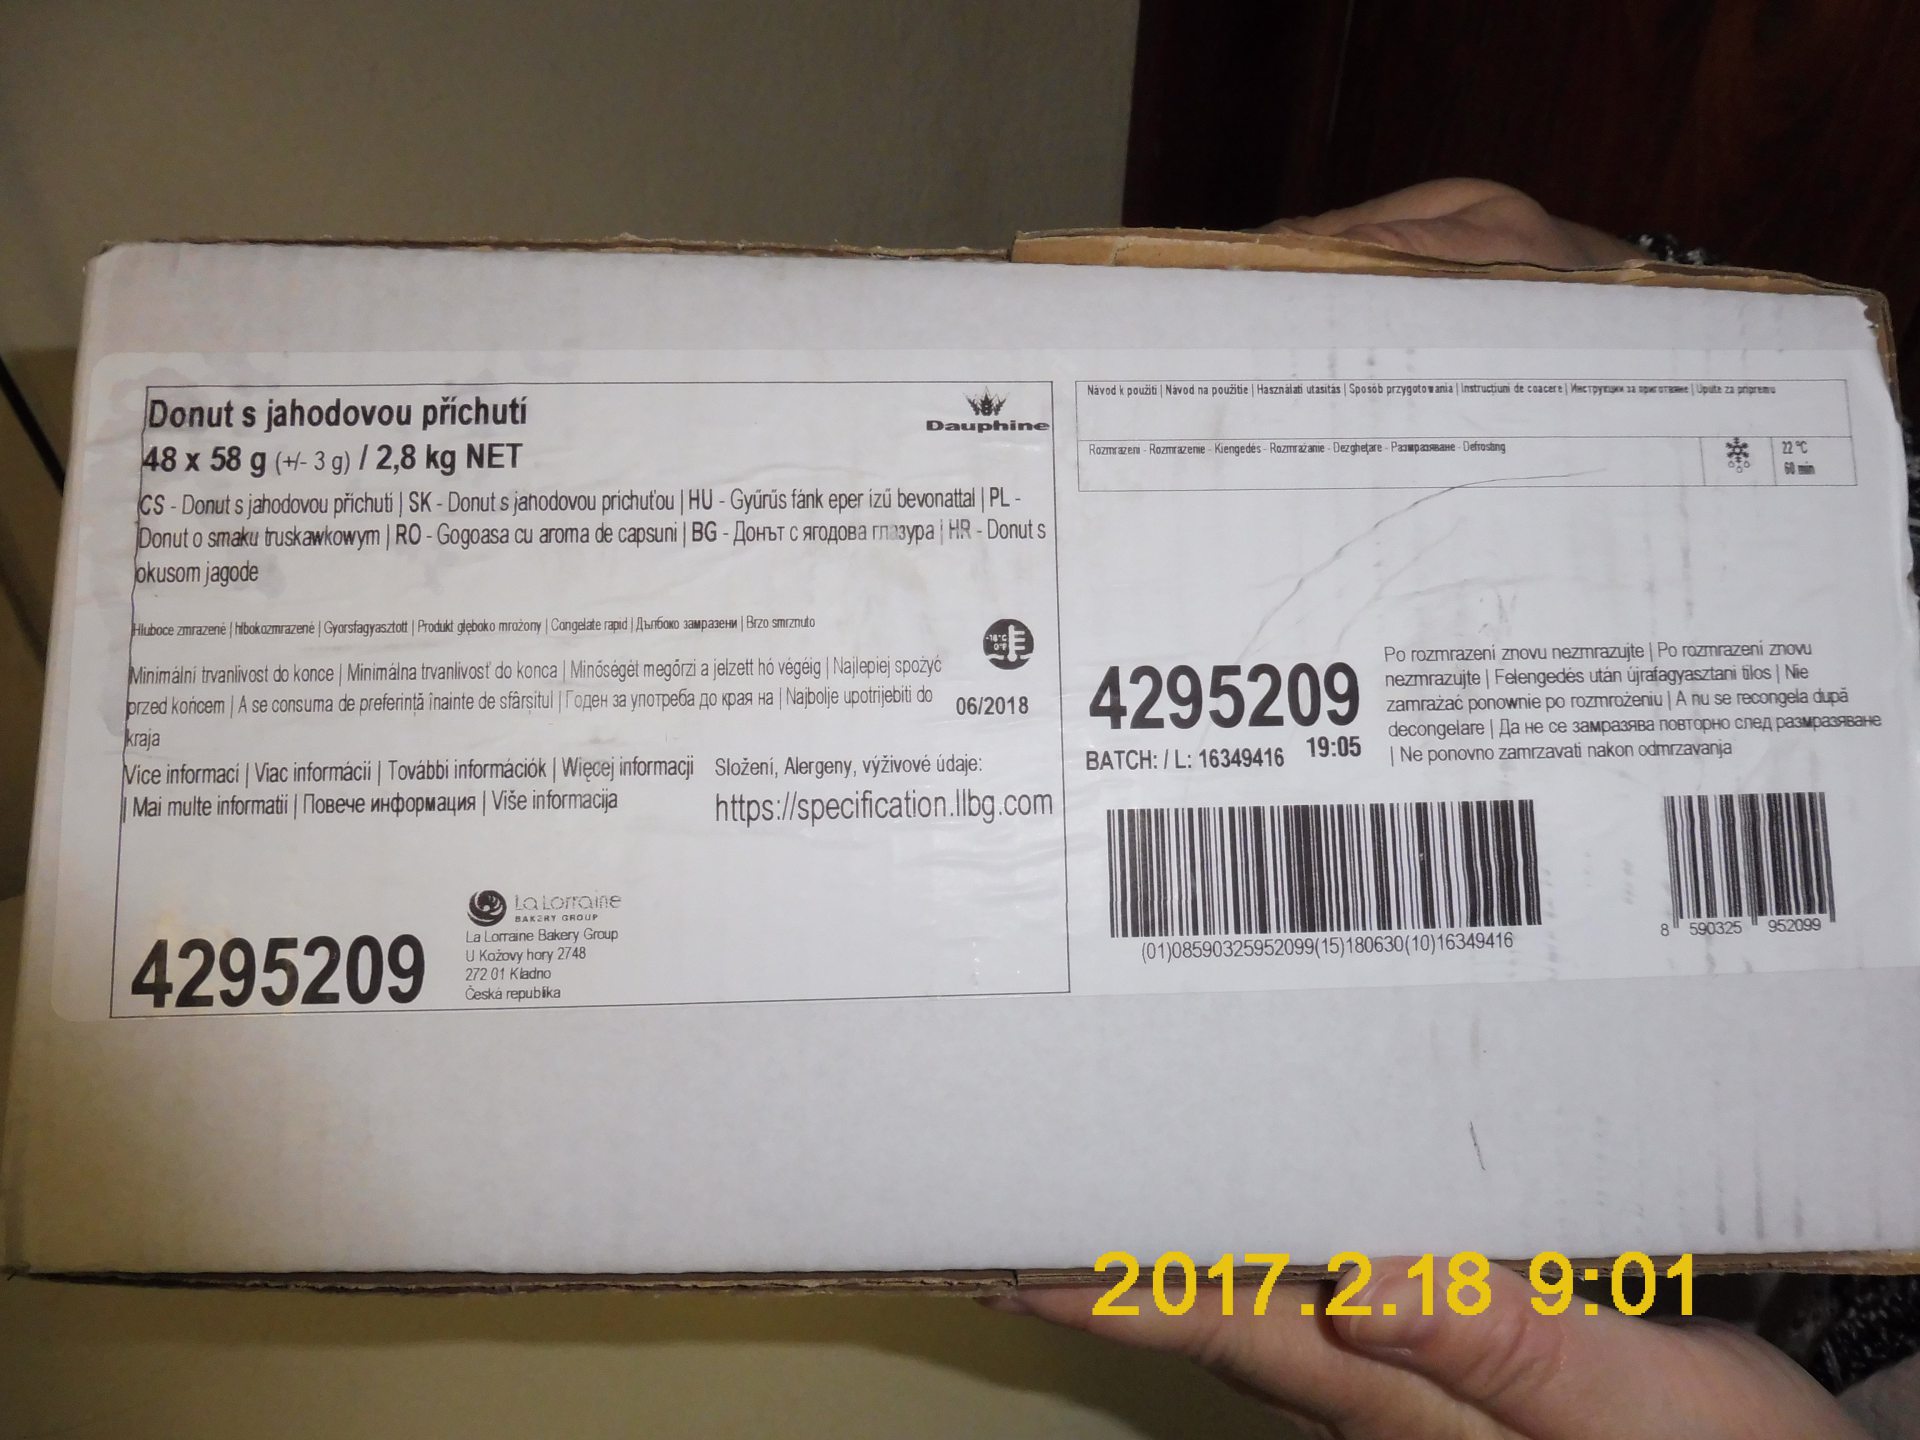 Donut s jahodovou příchutí
48 x 58 g (+/- 3 g) / 2,8 kg NET
Dauphine
CS - Donut s jahodovou příchutí | SK - Donut s jahodovou príchuťou | HU - Gyűrűs fánk eper ízű bevonattal | PL -
Donut o smaku truskawkowym | RO - Gogoasa cu aroma de capsuni | BG - Донът с ягодова глазура | HR - Donut s
okusom jagode
Hluboce zmrazené | hlbokozmrazené | Gyorsfagyasztott | Produkt głęboko mrożony | Congelate rapid | Дълбоко замразени | Brzo smrznuto
-18°C
0°F
Minimální trvanlivost do konce | Minimálna trvanlivosť do konca | Minőségét megőrzi a jelzett hó végéig | Najlepiej spożyć
przed końcem | A se consuma de preferință înainte de sfârșitul | Годен за употреба до края на | Najbolje upotrijebiti do
kraja
06/2018
Více informací | Viac informácií | További információk | Więcej informacji
| Mai multe informatii | Повече информация | Više informacija
Složení, Alergeny, výživové údaje:
https://specification.llbg.com
4295209
La Lorraine
BAKERY GROUP
La Lorraine Bakery Group
U Kožovy hory 2748
272 01 Kladno
Česká republika
Návod k použití | Návod na použitie | Használati utasítás | Sposób przygotowania | Instrucțiuni de coacere | Инструкции за приготвяне | Upute za pripremu
Rozmrazení - Rozmrazenie - Kiengedés - Rozmrażanie - Dezghețare - Размразяване - Defrosting
22 °C
60 min
4295209
BATCH: / L: 16349416 19:05
Po rozmrazení znovu nezmrazujte | Po rozmrazení znovu
nezmrazujte | Felengedés után újrafagyasztani tilos | Nie
zamrażać ponownie po rozmrożeniu | A nu se recongela după
decongelare | Да не се замразява повторно след размразяване
| Ne ponovno zamrzavati nakon odmrzavanja
(01)08590325952099(15)180630(10)16349416
8 590325 952099
2017.2.18 9:01